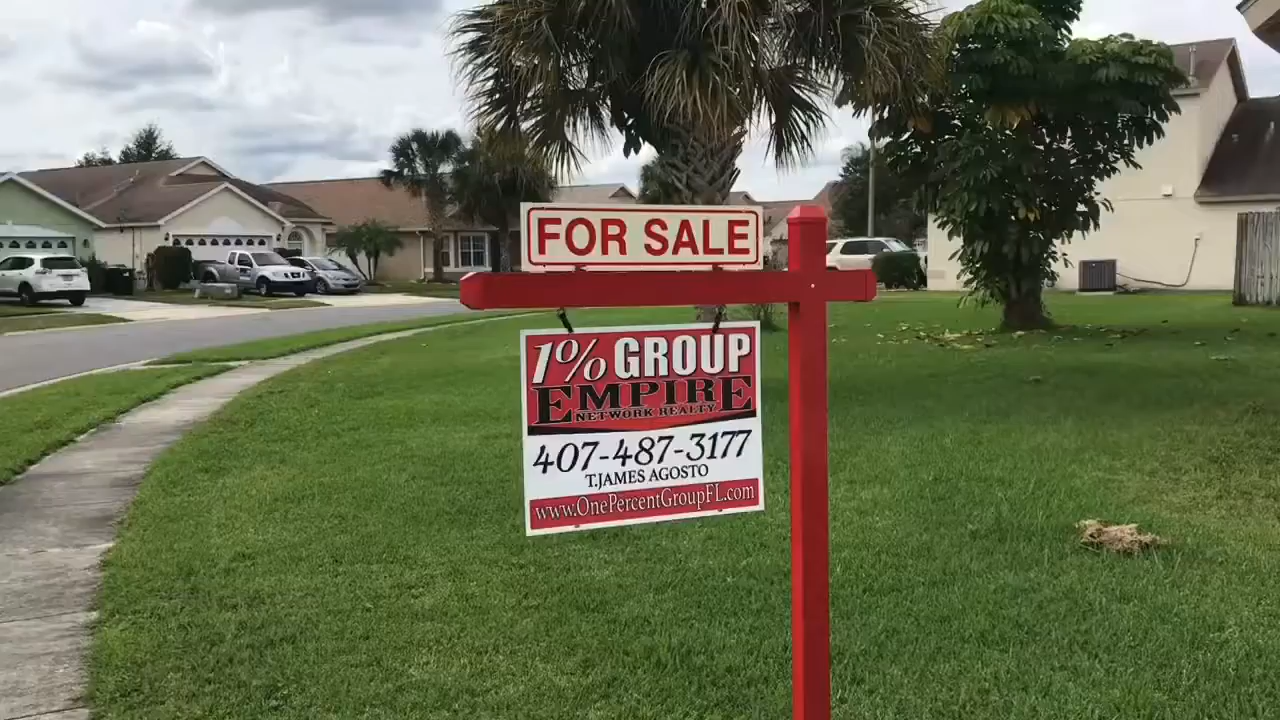 FOR SALE
1% GROUP
EMPIRE
NETWORK REALTY
407-487-3177
T.JAMES AGOSTO
www.OnePercentGroupFL.com